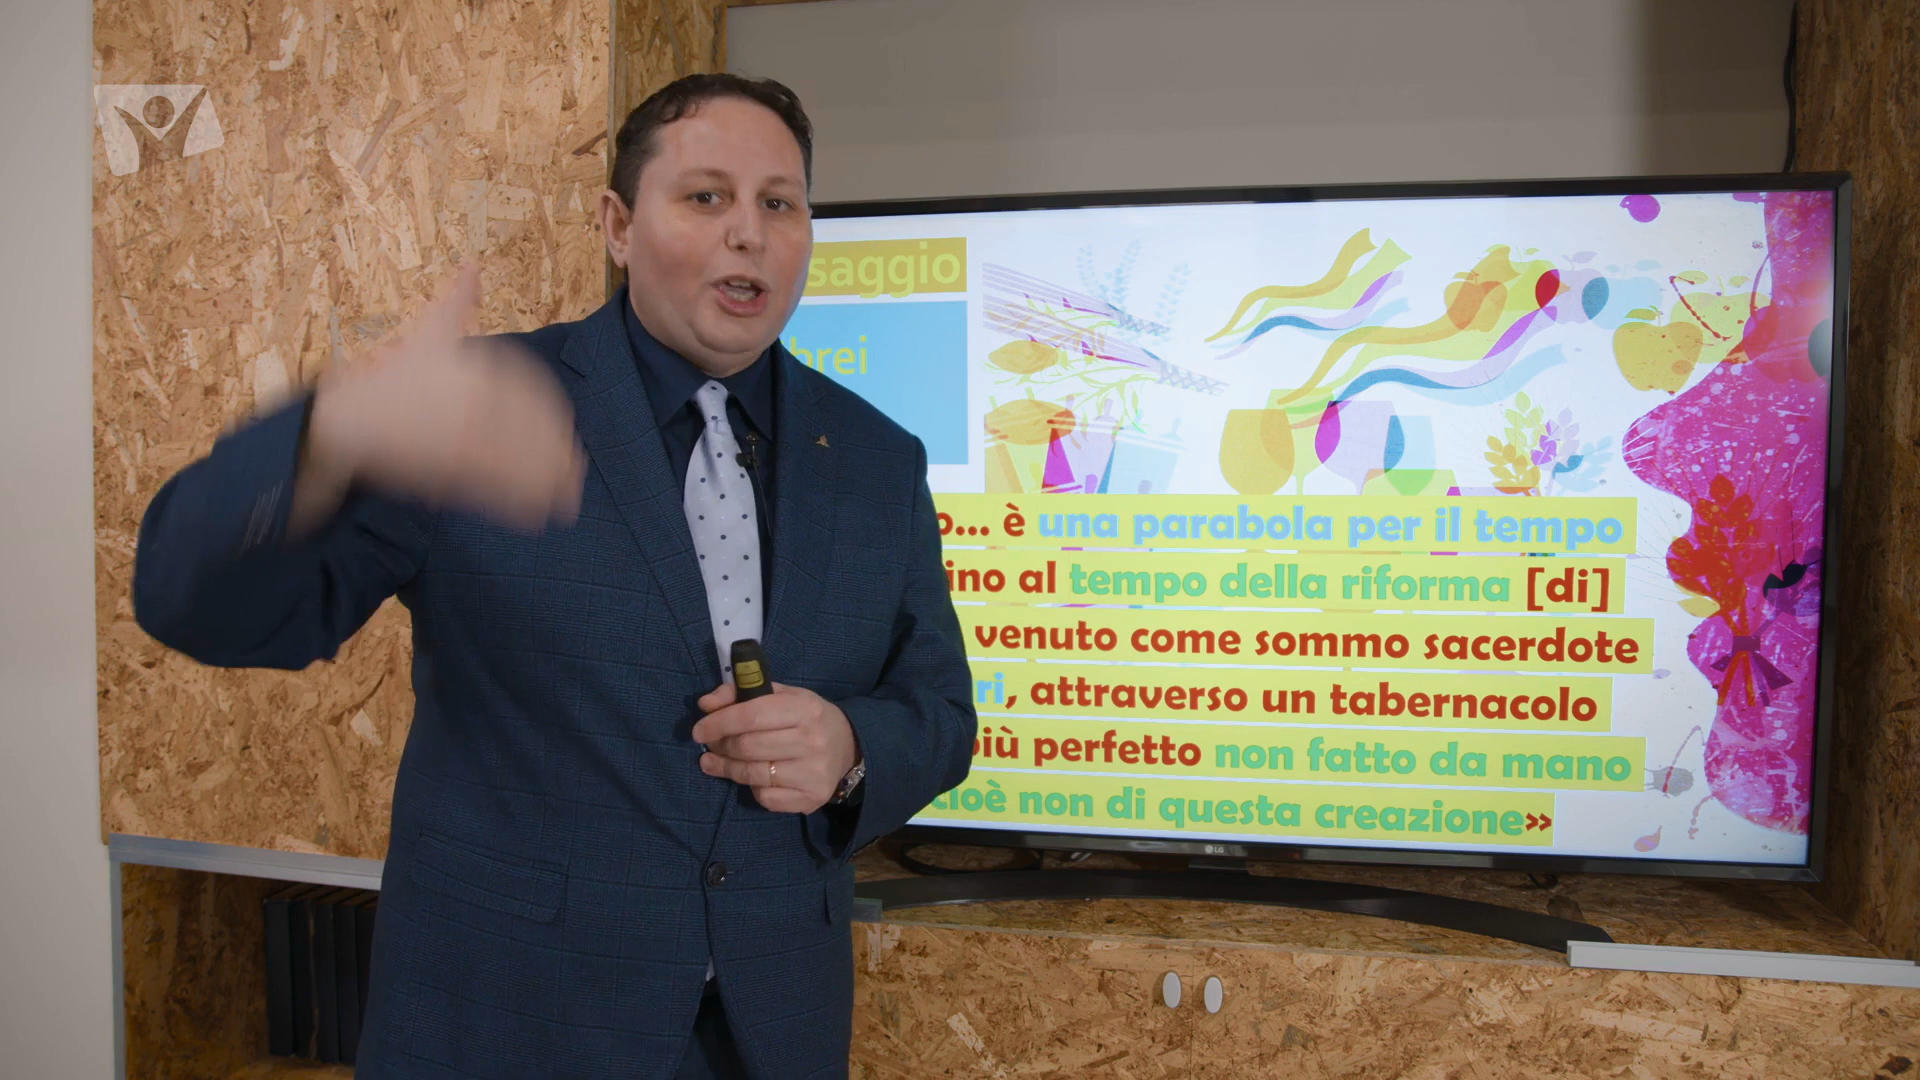 saggio
brei
o... è una parabola per il tempo
ino al tempo della riforma [di]
venuto come sommo sacerdote
ri, attraverso un tabernacolo
più perfetto non fatto da mano
cioè non di questa creazione»
LG